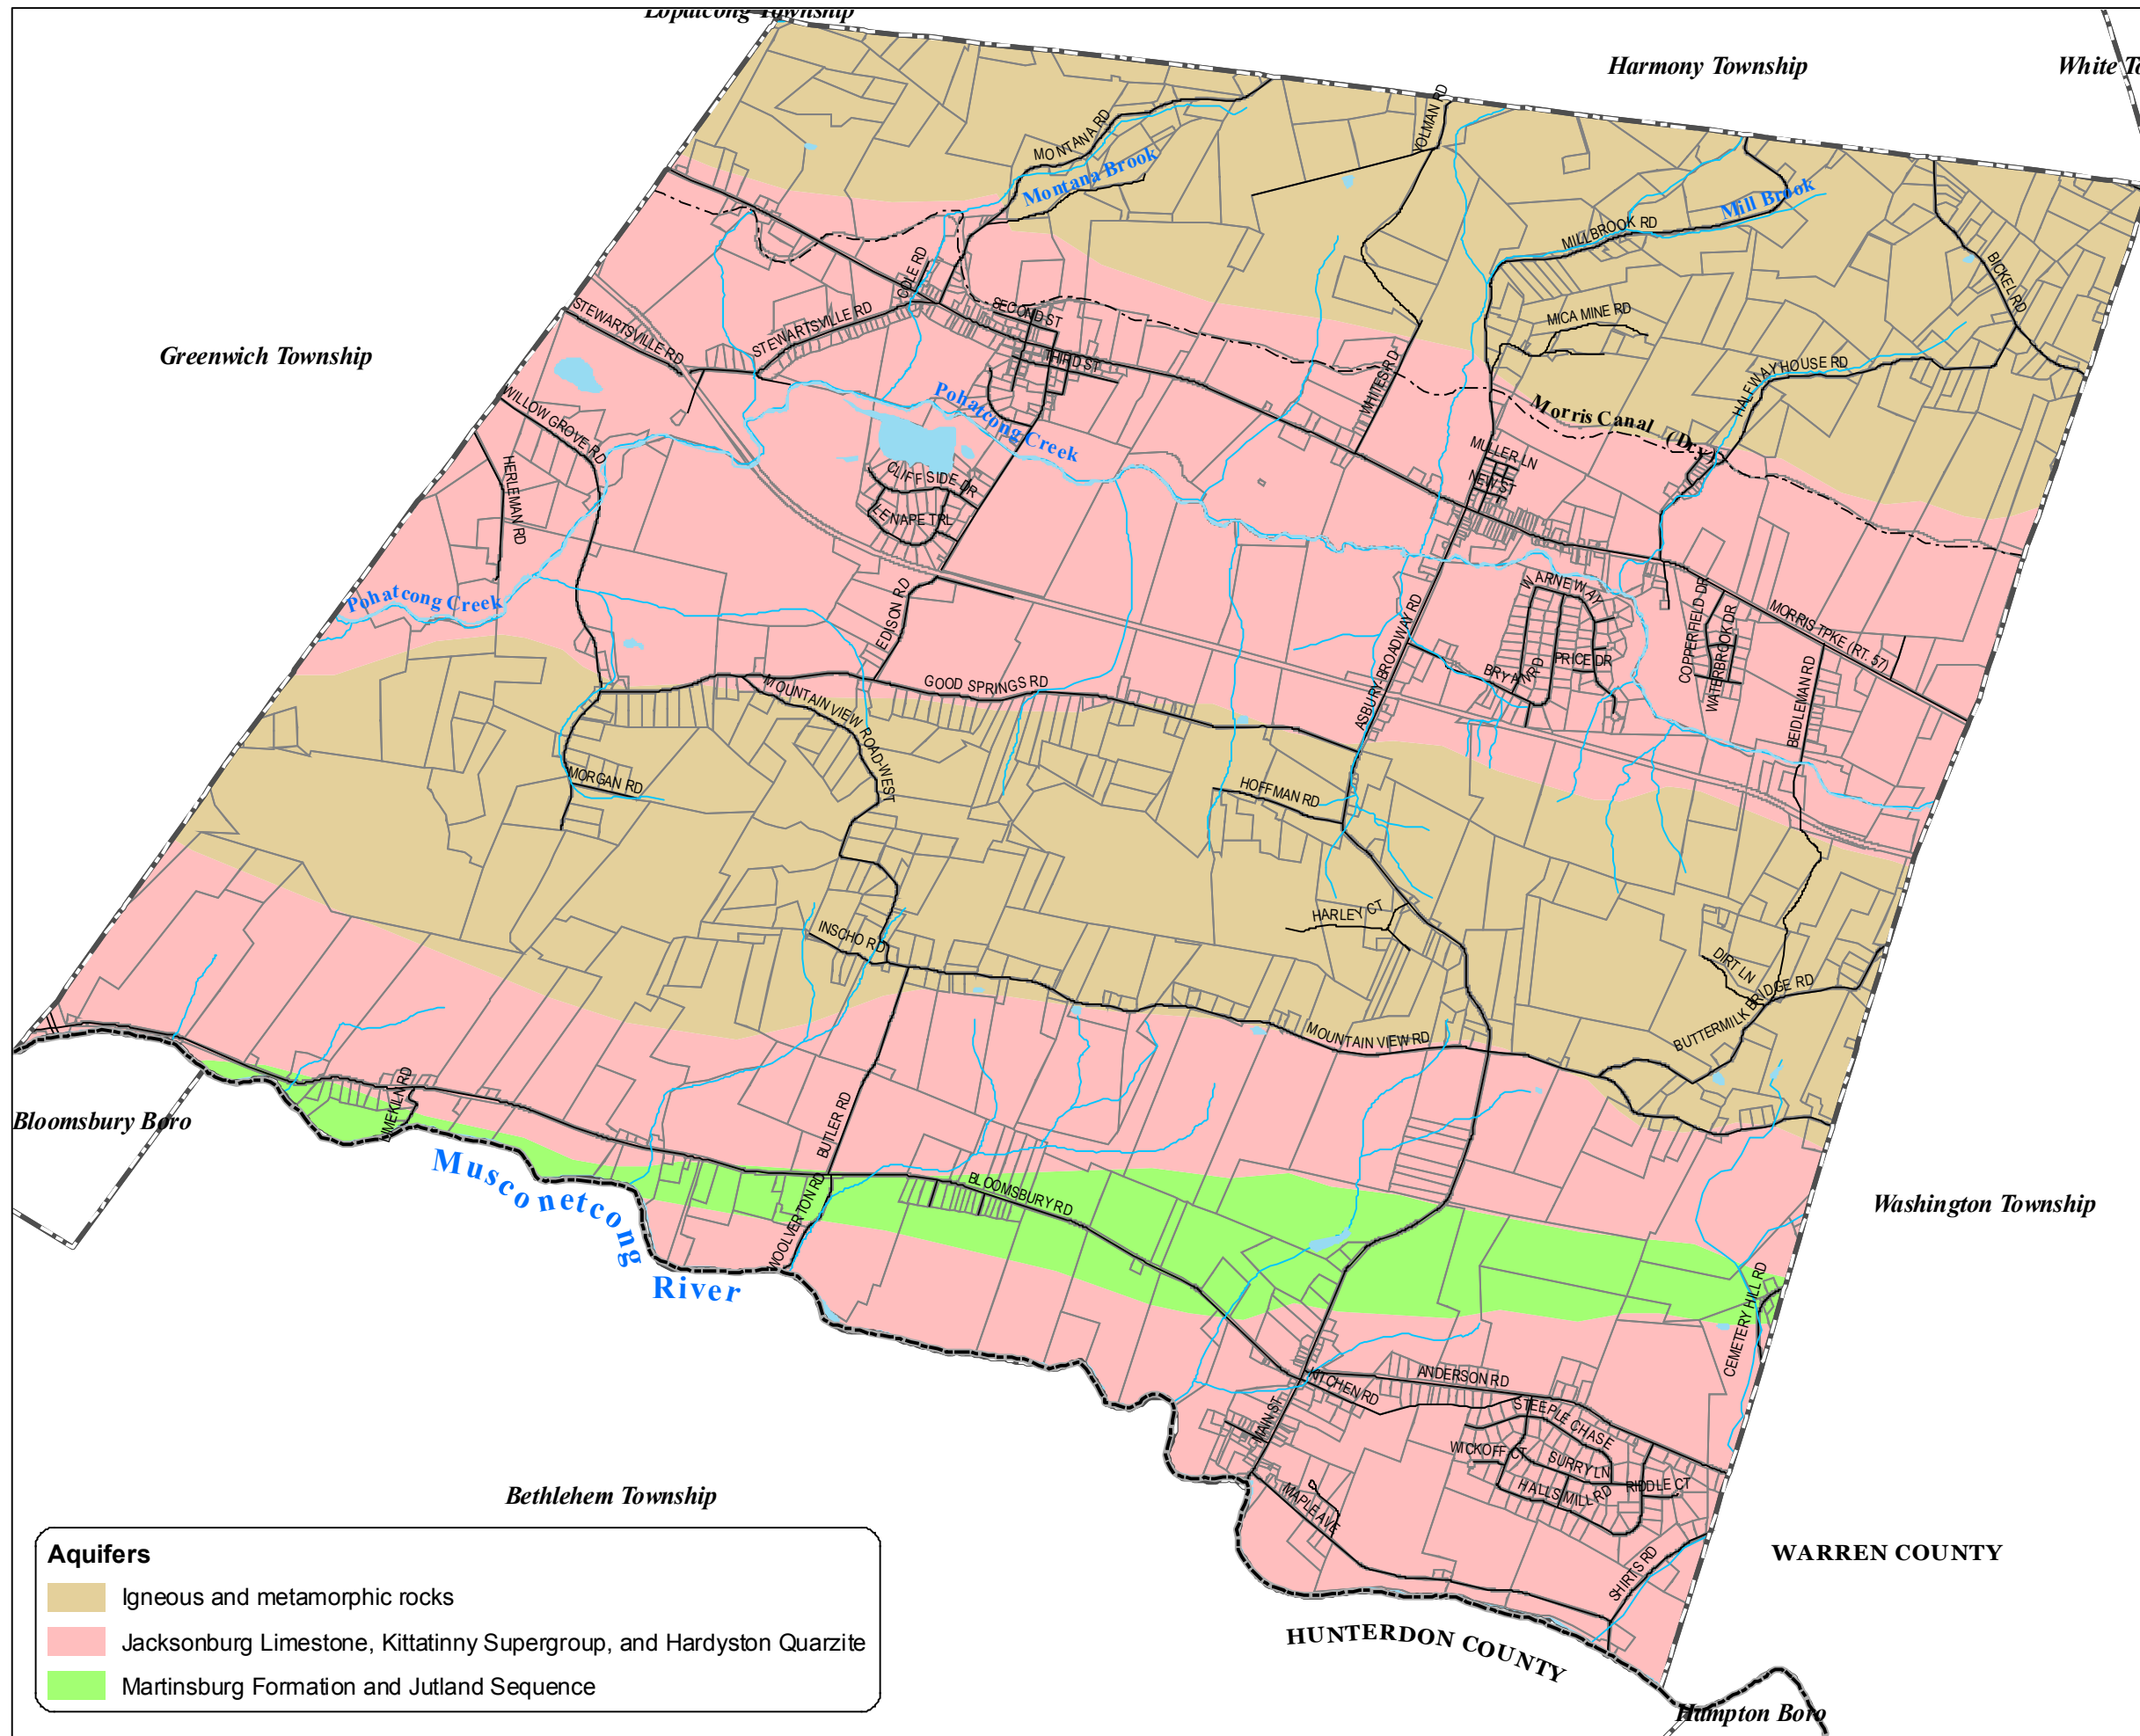 Lopatcong Township
Harmony Township
White To
YOLMAN RD
MONTANA RD
Montana Brook
Mill Brook
MILLBROOK RD
BICKEL RD
COLE RD
SECOND ST
MICA MINE RD
STEWARTSVILLE RD
STEWARTSVILLE RD
THIRD ST
Greenwich Township
WHITES RD
HALFWAY HOUSE RD
Pohatcong Creek
Morris Canal (Dry)
WILLOW GROVE RD
MULLER LN
NEW ST
HERLEMAN RD
CLIFFSIDE DR
LENAPE TRL
Pohatcong Creek
EDISON RD
WARNE WAY
COPPERFIELD DR
WATERBROOK DR
MORRIS TPKE (RT. 57)
ASBURY BROADWAY RD
BRYAN RD
PRICE DR
BEIDLEMAN RD
GOOD SPRINGS RD
MOUNTAIN VIEW ROAD-WEST
MORGAN RD
HOFFMAN RD
HARLEY CT
INSCHO RD
DIRT LN
BUTTERMILK BRIDGE RD
MOUNTAIN VIEW RD
Bloomsbury Boro
LIMEKILN RD
BUTLER RD
Musconetcong
River
WOOLVERTON RD
BLOOMSBURY RD
Washington Township
CEMETERY HILL RD
KITCHEN RD
ANDERSON RD
MAIN ST
STEEPLE CHASE
WICKOFF CT
SURRY LN
HALLS MILL RD
RIDDLE CT
MAPLE AVE
Bethlehem Township
SHIRTS RD
WARREN COUNTY
HUNTERDON COUNTY
Hampton Boro
Aquifers
Igneous and metamorphic rocks
Jacksonburg Limestone, Kittatinny Supergroup, and Hardyston Quarzite
Martinsburg Formation and Jutland Sequence